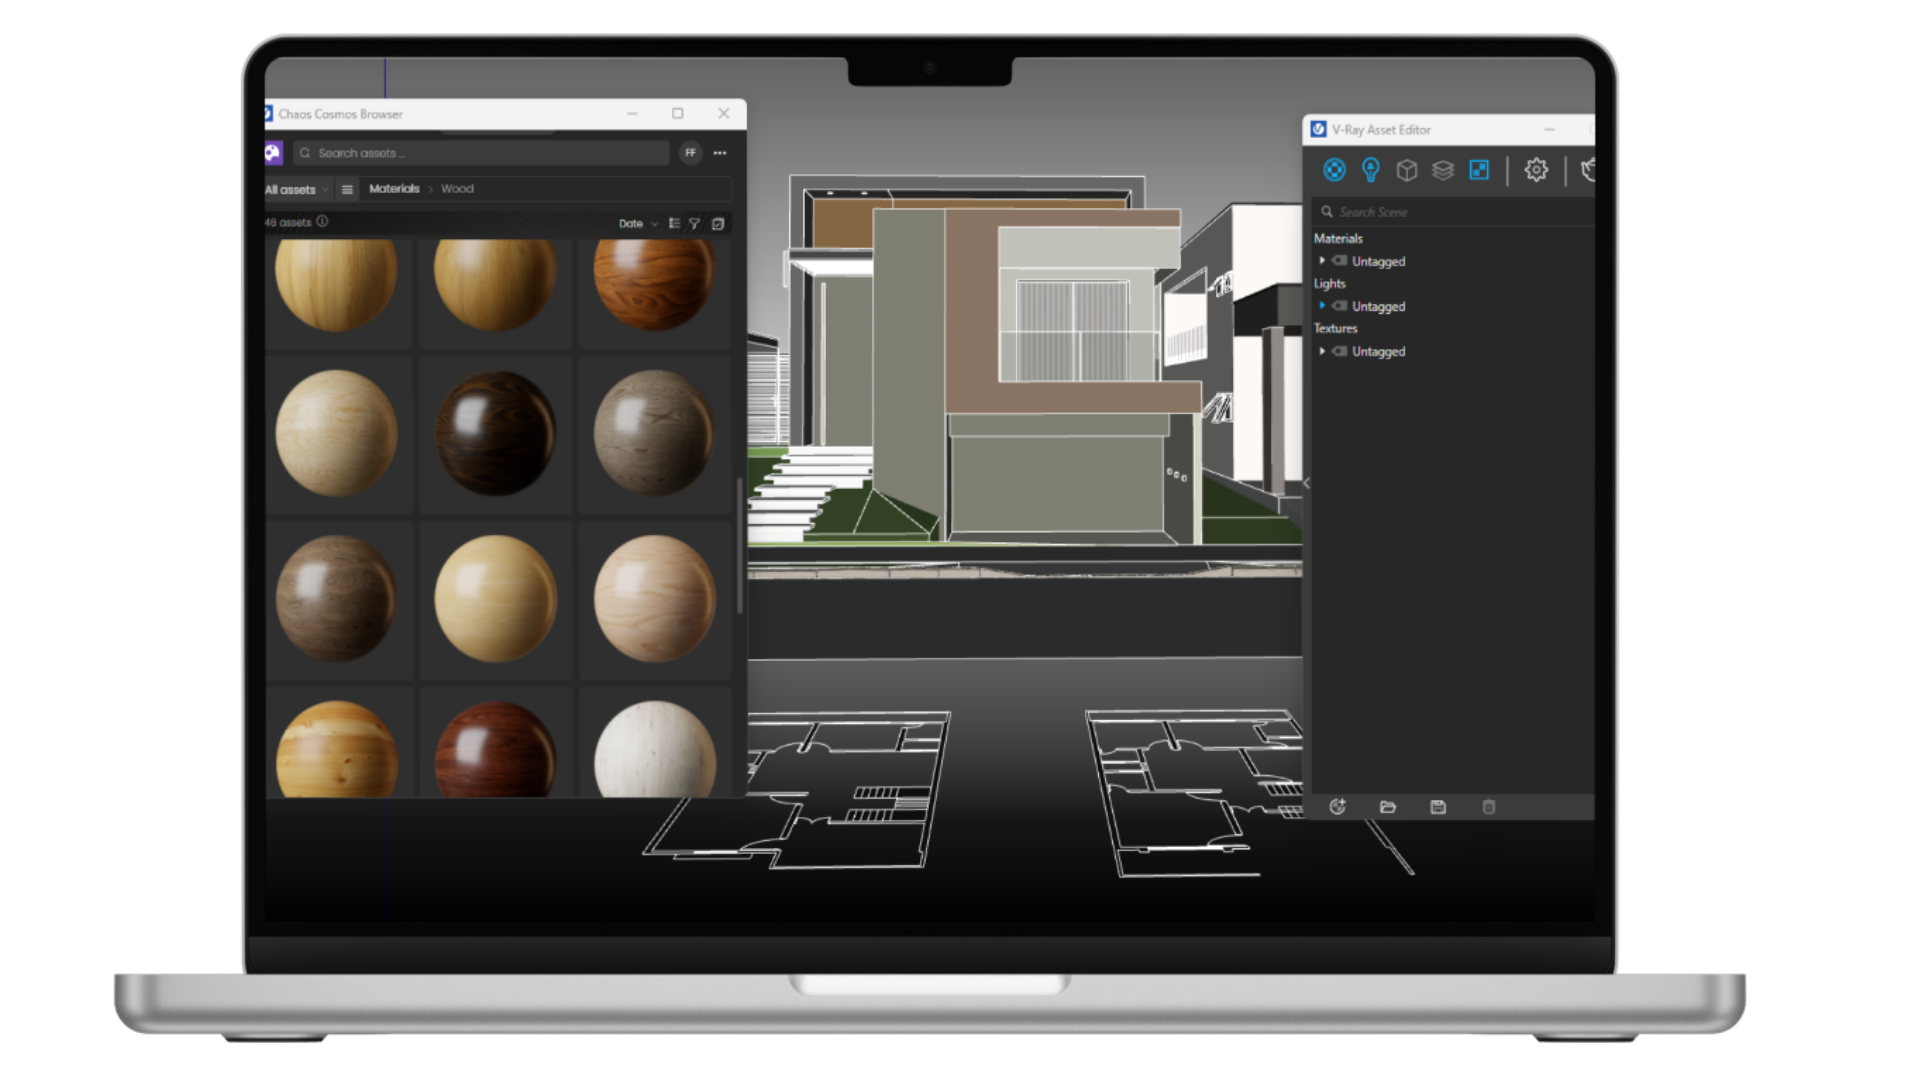 Chaos Cosmos Browser
Search assets ...
FF
All assets
Materials > Wood
46 assets
Date
V-Ray Asset Editor
Search Scene
Materials
Untagged
Lights
Untagged
Textures
Untagged